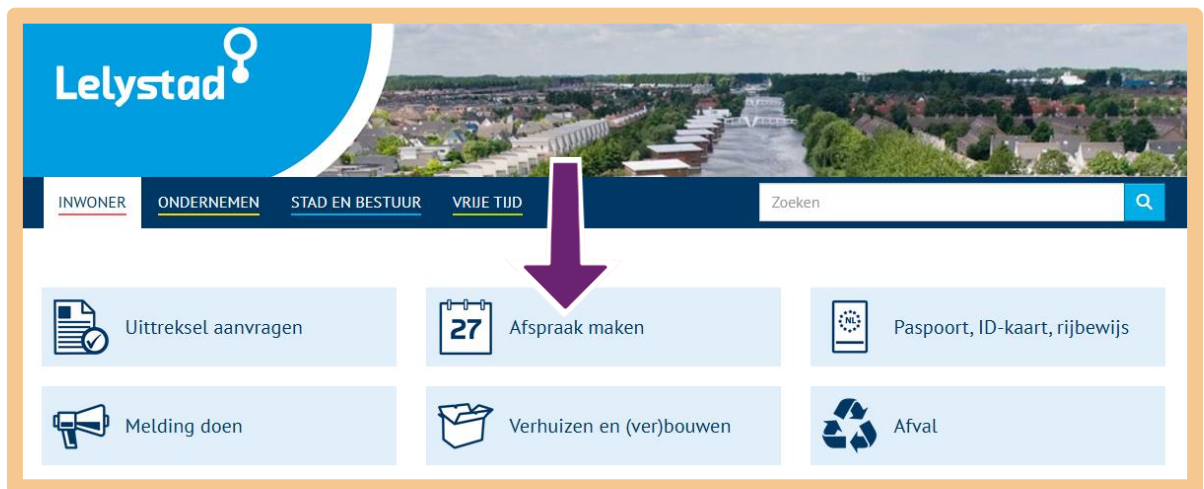 Lelystad
INWONER ONDERNEMEN STAD EN BESTUUR VRIJE TIJD Zoeken
Uittreksel aanvragen
27 Afspraak maken
NL Paspoort, ID-kaart, rijbewijs
Melding doen
Verhuizen en (ver)bouwen
Afval